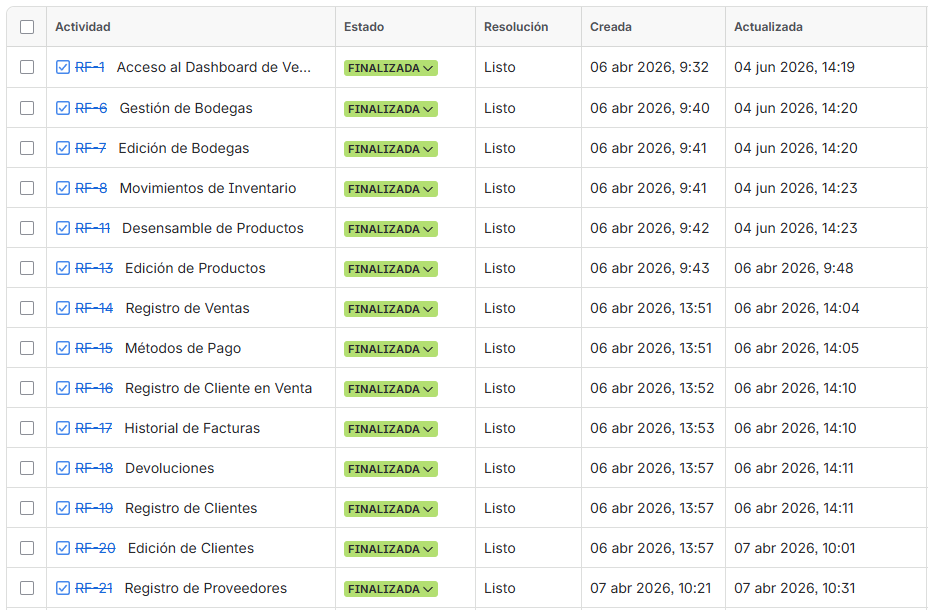 Actividad Estado Resolución Creada Actualizada
RF-1 Acceso al Dashboard de Ve... FINALIZADA Listo 06 abr 2026, 9:32 04 jun 2026, 14:19
RF-6 Gestión de Bodegas FINALIZADA Listo 06 abr 2026, 9:40 04 jun 2026, 14:20
RF-7 Edición de Bodegas FINALIZADA Listo 06 abr 2026, 9:41 04 jun 2026, 14:20
RF-8 Movimientos de Inventario FINALIZADA Listo 06 abr 2026, 9:41 04 jun 2026, 14:23
RF-11 Desensamble de Productos FINALIZADA Listo 06 abr 2026, 9:42 04 jun 2026, 14:23
RF-13 Edición de Productos FINALIZADA Listo 06 abr 2026, 9:43 06 abr 2026, 9:48
RF-14 Registro de Ventas FINALIZADA Listo 06 abr 2026, 13:51 06 abr 2026, 14:04
RF-15 Métodos de Pago FINALIZADA Listo 06 abr 2026, 13:51 06 abr 2026, 14:05
RF-16 Registro de Cliente en Venta FINALIZADA Listo 06 abr 2026, 13:52 06 abr 2026, 14:10
RF-17 Historial de Facturas FINALIZADA Listo 06 abr 2026, 13:53 06 abr 2026, 14:10
RF-18 Devoluciones FINALIZADA Listo 06 abr 2026, 13:57 06 abr 2026, 14:11
RF-19 Registro de Clientes FINALIZADA Listo 06 abr 2026, 13:57 06 abr 2026, 14:11
RF-20 Edición de Clientes FINALIZADA Listo 06 abr 2026, 13:57 07 abr 2026, 10:01
RF-21 Registro de Proveedores FINALIZADA Listo 07 abr 2026, 10:21 07 abr 2026, 10:31